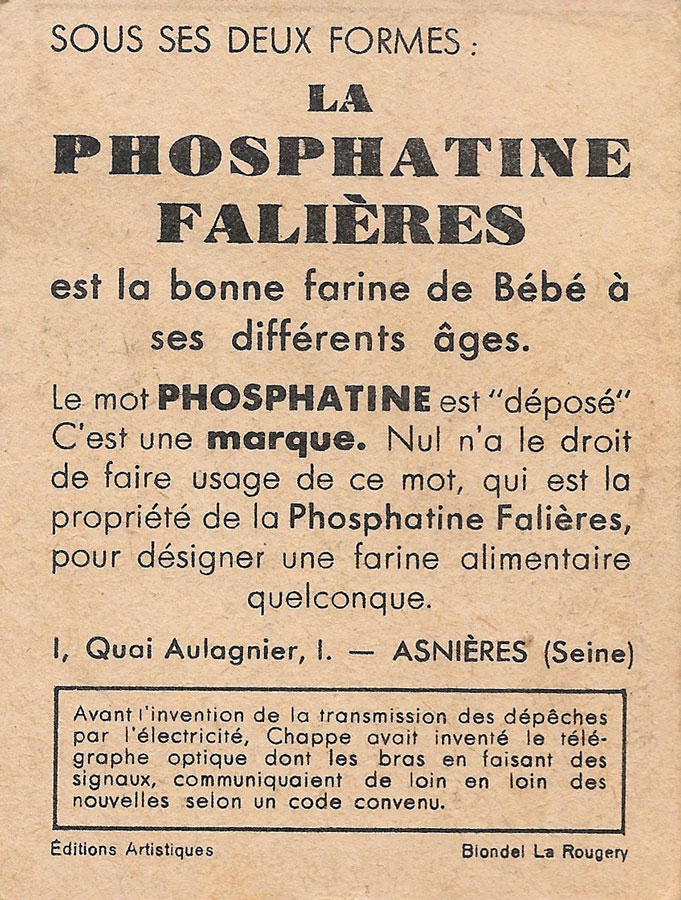 SOUS SES DEUX FORMES :
LA
PHOSPHATINE
FALIÈRES
est la bonne farine de Bébé à
ses différents âges.
Le mot PHOSPHATINE est "déposé"
C'est une marque. Nul n'a le droit
de faire usage de ce mot, qui est la
propriété de la Phosphatine Falières,
pour désigner une farine alimentaire
quelconque.
1, Quai Aulagnier, 1. — ASNIÈRES (Seine)
Avant l'invention de la transmission des dépêches
par l'électricité, Chappe avait inventé le télé-
graphe optique dont les bras en faisant des
signaux, communiquaient de loin en loin des
nouvelles selon un code convenu.
Éditions Artistiques
Blondel La Rougery